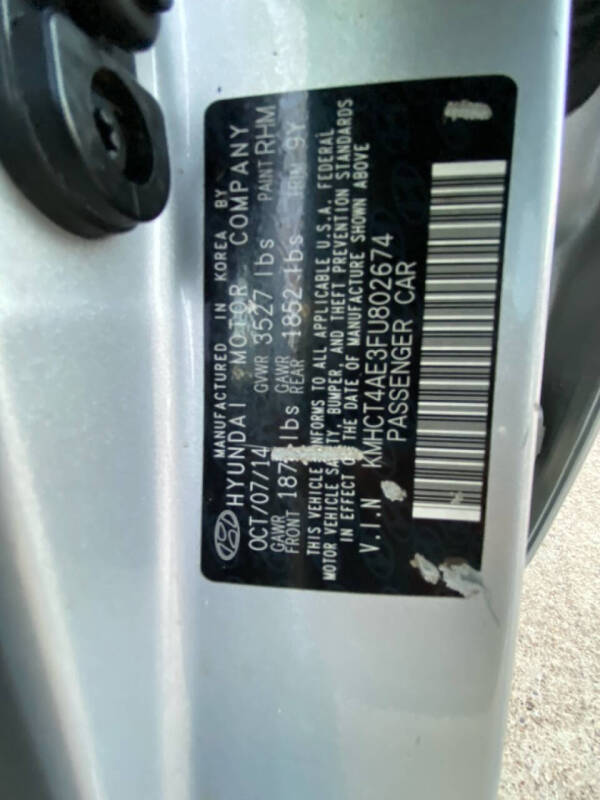 MANUFACTURED IN KOREA BY
HYUNDAI MOTOR COMPANY
OCT/07/14 GVWR 3527 lbs PAINT RHM
GAWR FRONT lbs GAWR REAR 1852 lbs TRIM 9Y
THIS VEHICLE CONFORMS TO ALL APPLICABLE U.S.A. FEDERAL
MOTOR VEHICLE SAFETY, BUMPER, AND THEFT PREVENTION STANDARDS
IN EFFECT ON THE DATE OF MANUFACTURE SHOWN ABOVE
V.I.N KMHCT4AE3FU802674
PASSENGER CAR